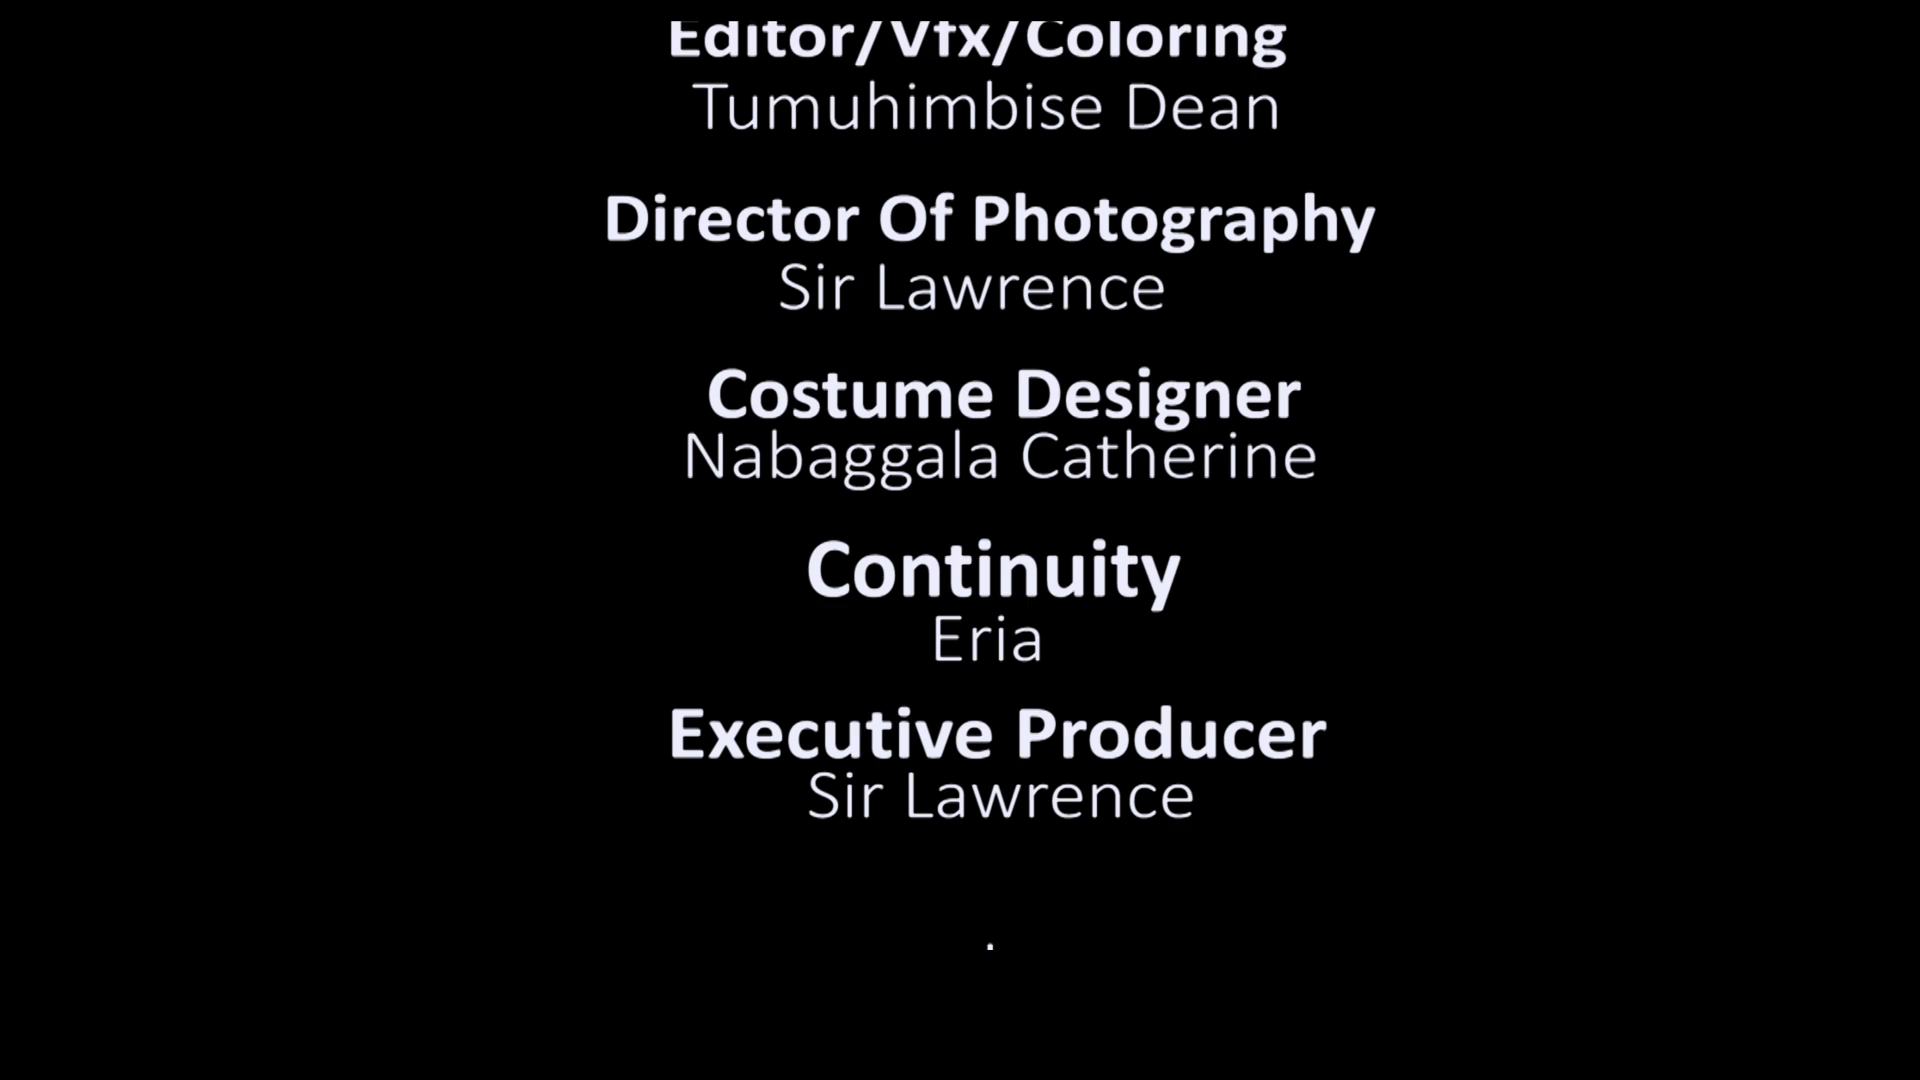 Editor/Vfx/Coloring
Tumuhimbise Dean
Director Of Photography
Sir Lawrence
Costume Designer
Nabaggala Catherine
Continuity
Eria
Executive Producer
Sir Lawrence
.